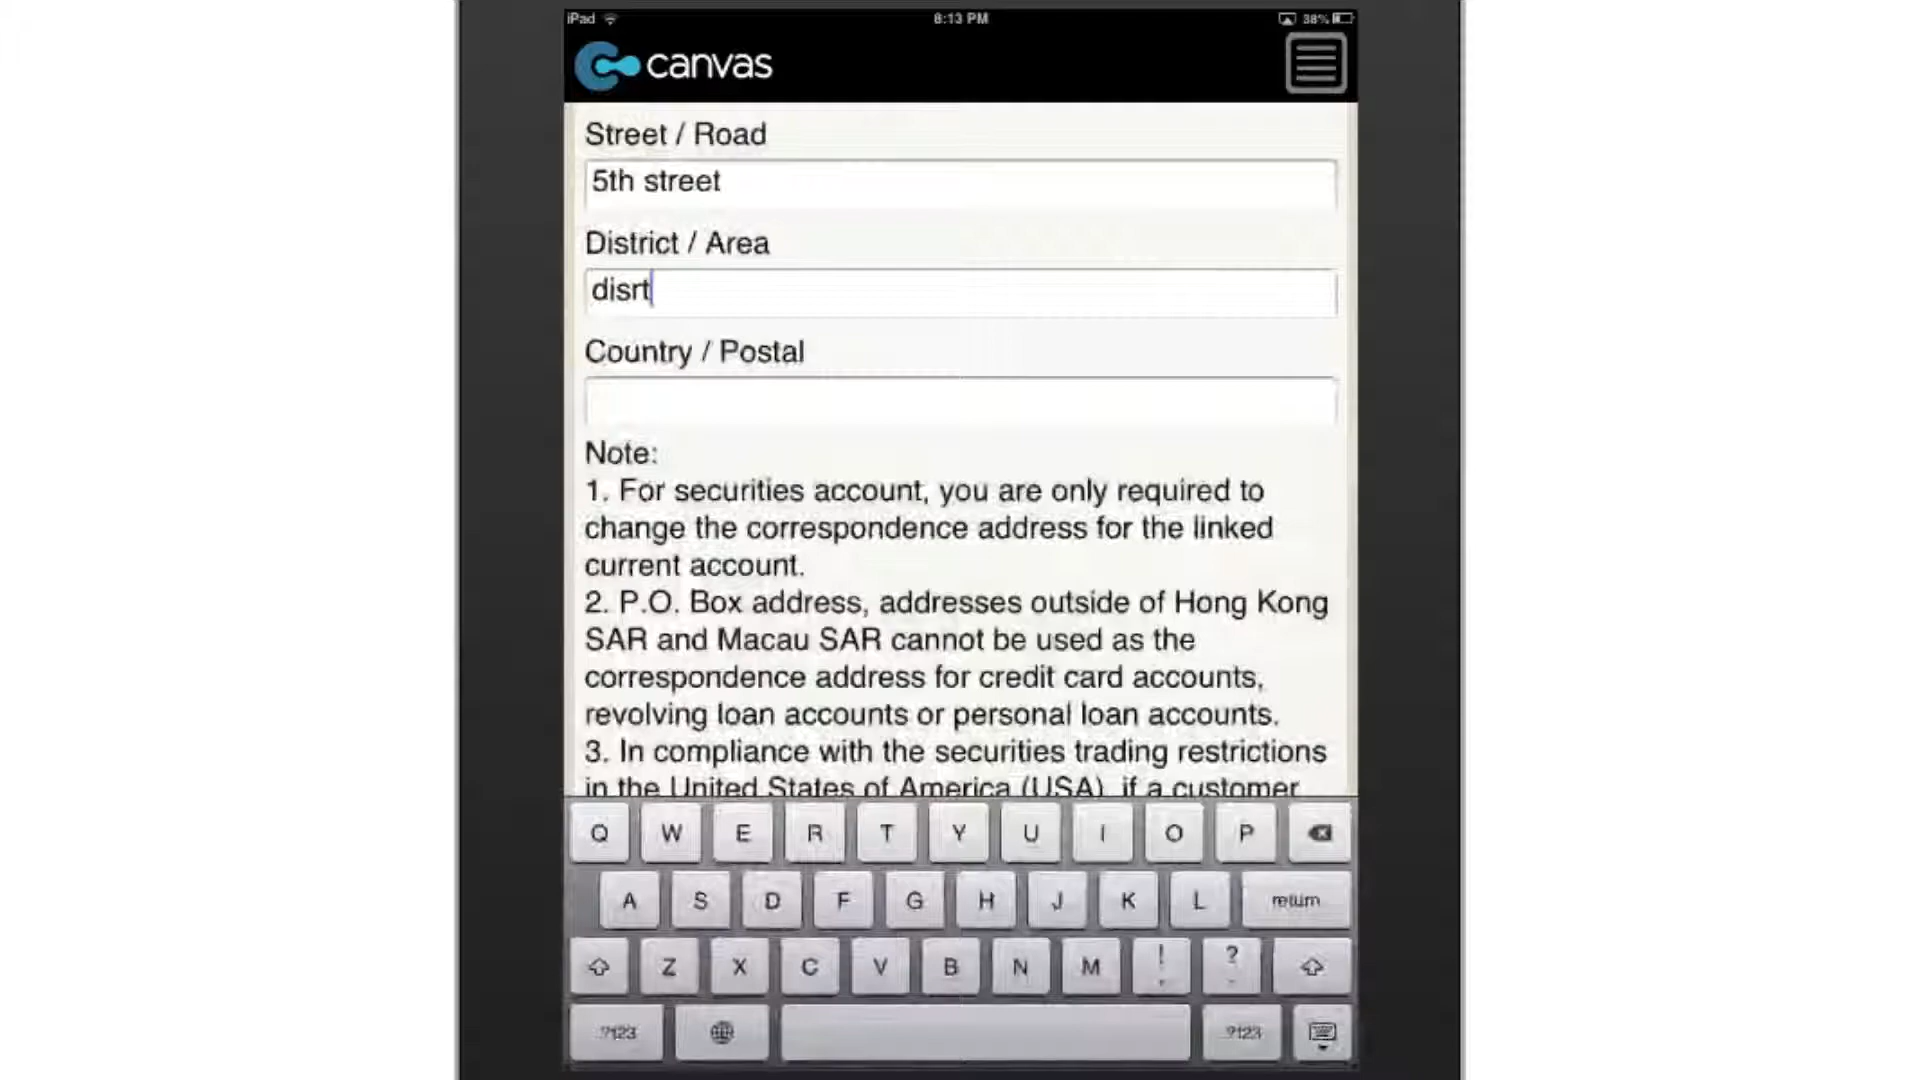 iPad 8:13 PM 38%
canvas
Street / Road
5th street
District / Area
disrt
Country / Postal
Note:
1. For securities account, you are only required to
change the correspondence address for the linked
current account.
2. P.O. Box address, addresses outside of Hong Kong
SAR and Macau SAR cannot be used as the
correspondence address for credit card accounts,
revolving loan accounts or personal loan accounts.
3. In compliance with the securities trading restrictions
in the United States of America (USA), if a customer
Q W E R T Y U I O P
A S D F G H J K L return
Z X C V B N M ! , ? .
.?123 .?123